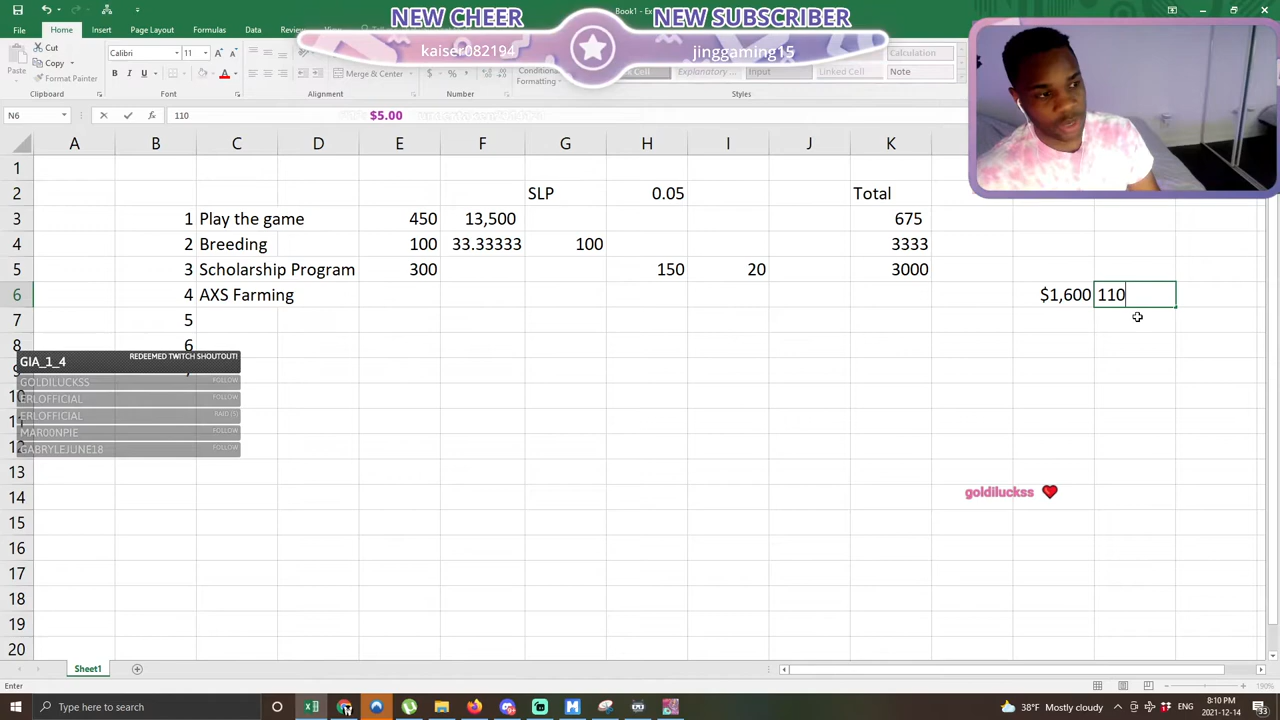 Book1 - Ex
NEW CHEER
kaiser082194
NEW SUBSCRIBER
jinggaming15
File
Home
Insert
Page Layout
Formulas
Data
Paste
Cut
Copy
Format Painter
Clipboard
Calibri
11
B
I
U
Font
Alignment
Merge & Center
Number
Conditional
Formatting
Explanatory ...
Input
Calculation
Linked Cell
Note
Styles
N6
110
$5.00
A B C D E F G H I J K
1
2 SLP 0.05 Total
3 1 Play the game 450 13,500 675
4 2 Breeding 100 33.33333 100 3333
5 3 Scholarship Program 300 150 20 3000
6 4 AXS Farming $1,600 110
7 5
8 6
GIA_1_4 REDEEMED TWITCH SHOUTOUT!
GOLDILUCKSS FOLLOW
ERLOFFICIAL FOLLOW
ERLOFFICIAL RAID (5)
MAR00NPIE FOLLOW
GABRYLEJUNE18 FOLLOW
13
14
goldiluckss
15
16
17
18
19
20
Sheet1
Enter
190%
Type here to search
38°F Mostly cloudy
8:10 PM
2021-12-14